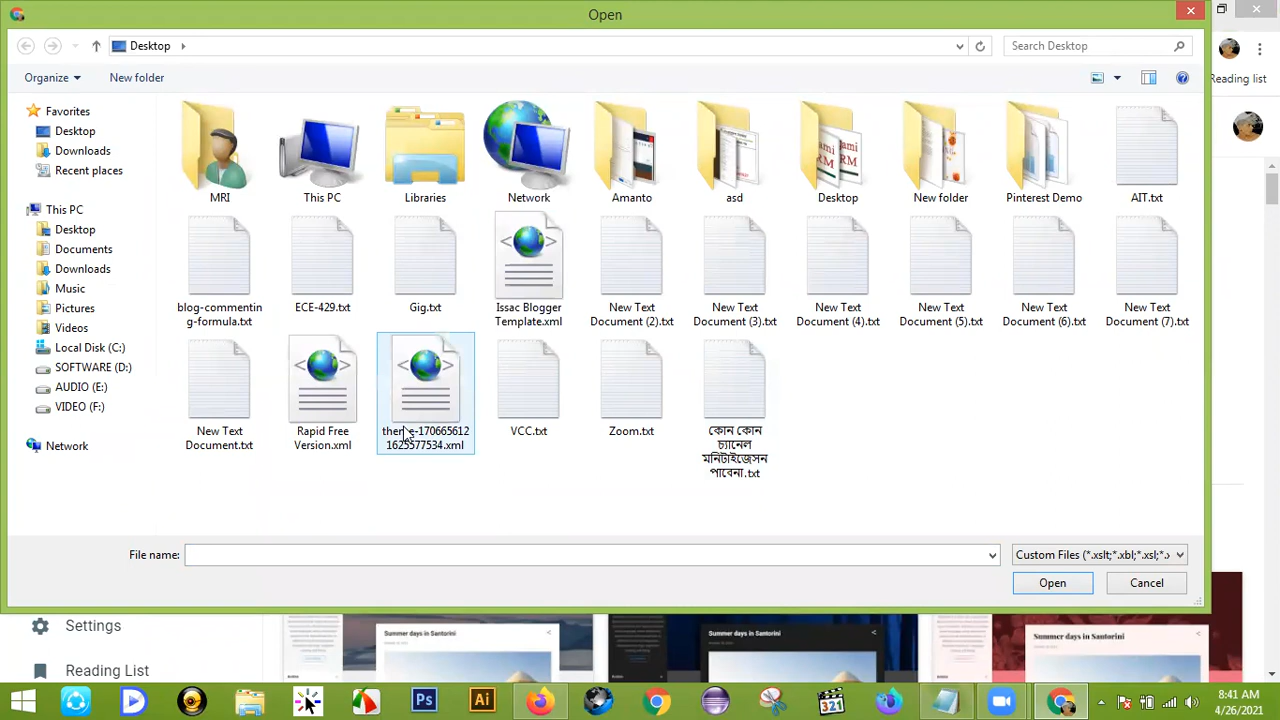 Open
Desktop
Search Desktop
Reading list
Organize
New folder
Favorites
Desktop
Downloads
Recent places
This PC
Desktop
Documents
Downloads
Music
Pictures
Videos
Local Disk (C:)
SOFTWARE (D:)
AUDIO (E:)
VIDEO (F:)
Network
MRI
This PC
Libraries
Network
Amanto
asd
Desktop
New folder
Pinterest Demo
AIT.txt
blog-commentin
g-formula.txt
ECE-429.txt
Gig.txt
Issac Blogger
Template.xml
New Text
Document (2).txt
New Text
Document (3).txt
New Text
Document (4).txt
New Text
Document (5).txt
New Text
Document (6).txt
New Text
Document (7).txt
New Text
Document.txt
Rapid Free
Version.xml
1625577534.xml
VCC.txt
Zoom.txt
কোন কোন
চ্যানেল
মনিটাইজেসন
পাবেনা.txt
File name:
Custom Files (*.xslt;*.xbl;*.xsl;*.x
Open
Cancel
Settings
Reading List
Summer days in Santorini
Summer days in Santorini
Summer days in Santorini
Ps
Ai
321
8:41 AM
4/26/2021